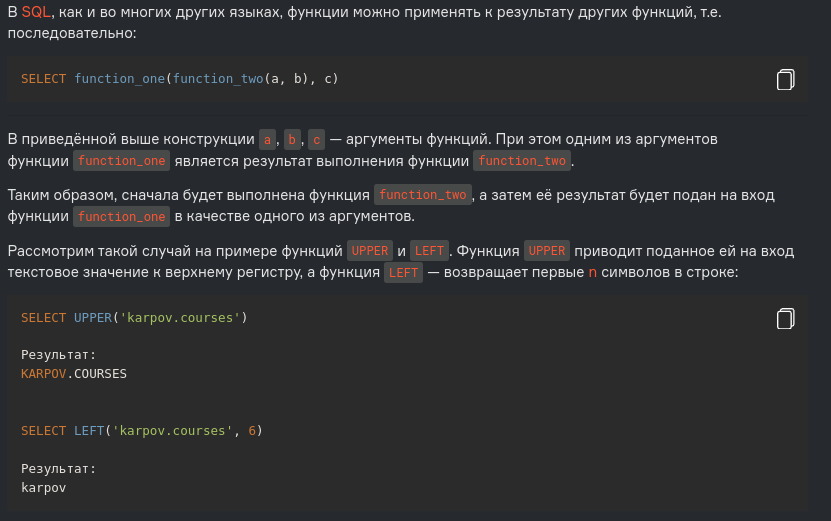 В SQL, как и во многих других языках, функции можно применять к результату других функций, т.е.
последовательно:
SELECT function_one(function_two(a, b), c)
В приведённой выше конструкции a, b, c — аргументы функций. При этом одним из аргументов
функции function_one является результат выполнения функции function_two.
Таким образом, сначала будет выполнена функция function_two, а затем её результат будет подан на вход
функции function_one в качестве одного из аргументов.
Рассмотрим такой случай на примере функций UPPER и LEFT. Функция UPPER приводит поданное ей на вход
текстовое значение к верхнему регистру, а функция LEFT — возвращает первые n символов в строке:
SELECT UPPER('karpov.courses')
Результат:
KARPOV.COURSES
SELECT LEFT('karpov.courses', 6)
Результат:
karpov